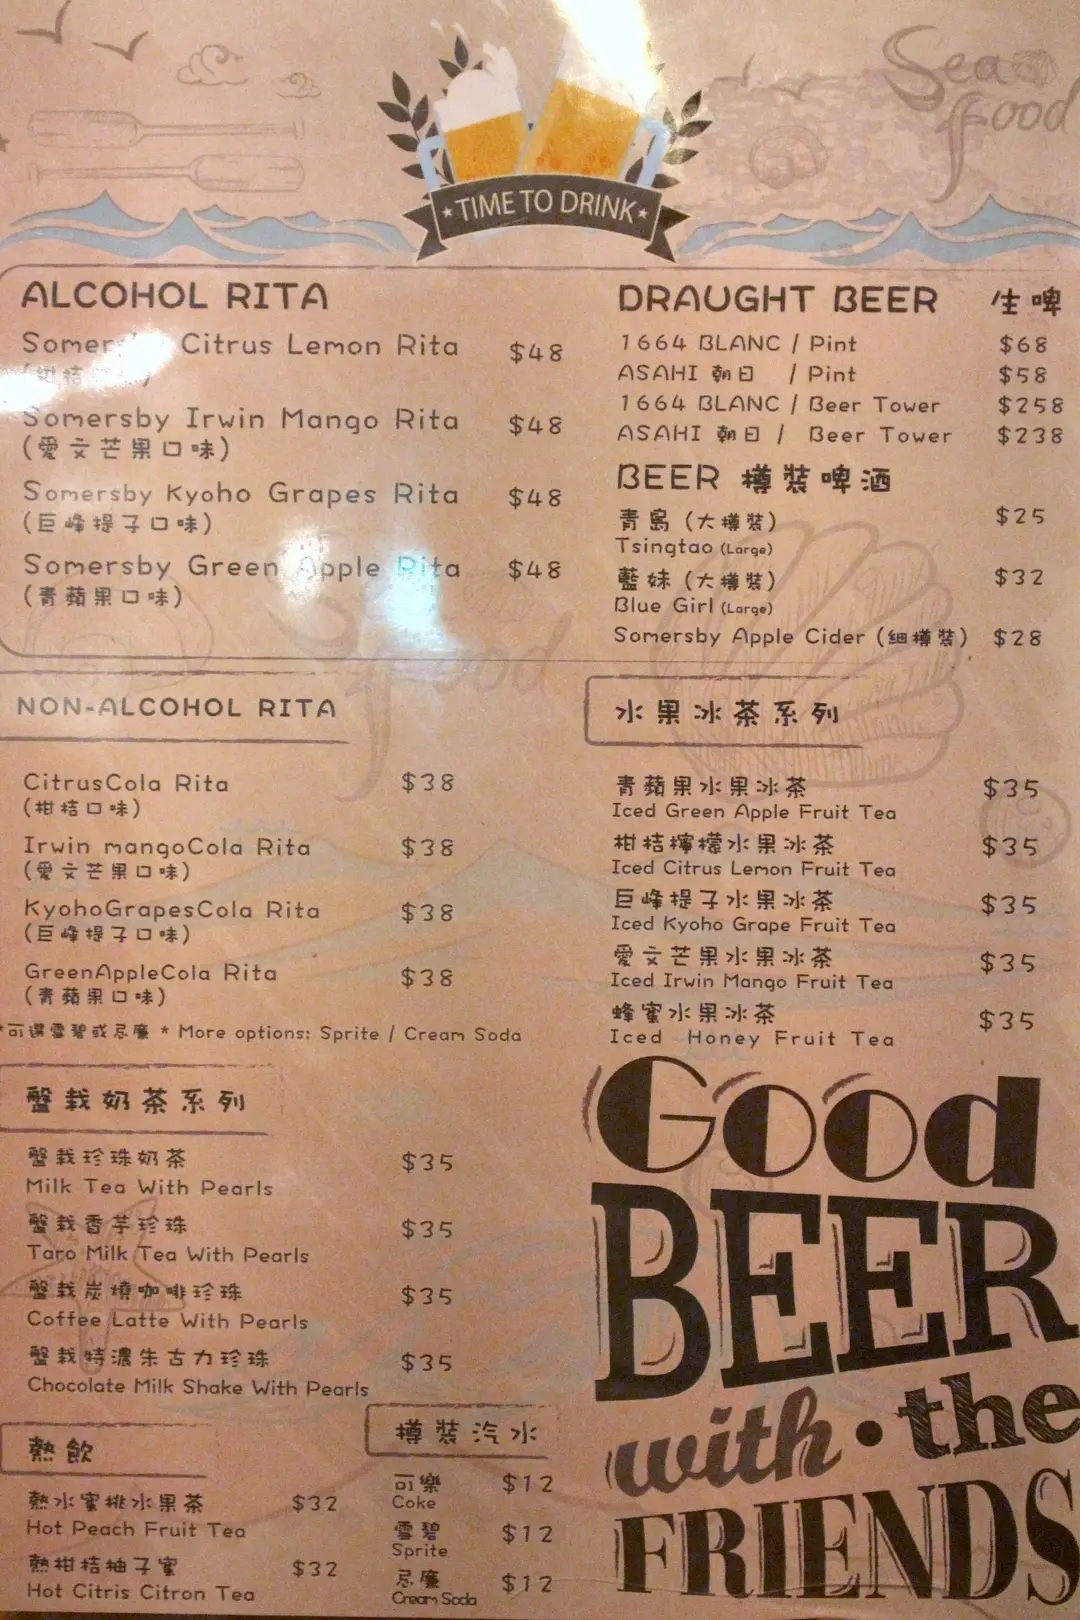 Sea
food
TIME TO DRINK
ALCOHOL RITA
Citrus Lemon Rita $48
Somersby Irwin Mango Rita $48
(愛文芒果口味)
Somersby Kyoho Grapes Rita $48
(巨峰提子口味)
Somersby Green Apple Rita $48
(青蘋果口味)
DRAUGHT BEER 生啤
1664 BLANC / Pint $68
ASAHI 朝日 / Pint $58
1664 BLANC / Beer Tower $258
ASAHI 朝日 / Beer Tower $238
BEER 樽裝啤酒
青島 (大樽裝) $25
Tsingtao (Large)
藍妹 (大樽裝) $32
Blue Girl (Large)
Somersby Apple Cider (細樽裝) $28
food
NON-ALCOHOL RITA
CitrusCola Rita $38
(柑桔口味)
Irwin mangoCola Rita $38
(愛文芒果口味)
KyohoGrapesCola Rita $38
(巨峰提子口味)
GreenAppleCola Rita $38
(青蘋果口味)
*可選雪碧或忌廉 * More options: Sprite / Cream Soda
水果冰茶系列
青蘋果水果冰茶 $35
Iced Green Apple Fruit Tea
柑桔檸檬水果冰茶 $35
Iced Citrus Lemon Fruit Tea
巨峰提子水果冰茶 $35
Iced Kyoho Grape Fruit Tea
愛文芒果水果冰茶 $35
Iced Irwin Mango Fruit Tea
蜂蜜水果冰茶 $35
Iced Honey Fruit Tea
盤栽奶茶系列
盤栽珍珠奶茶 $35
Milk Tea With Pearls
盤栽香芋珍珠 $35
Taro Milk Tea With Pearls
盤栽炭燒咖啡珍珠 $35
Coffee Latte With Pearls
盤栽特濃朱古力珍珠 $35
Chocolate Milk Shake With Pearls
熱飲
熱水蜜桃水果茶 $32
Hot Peach Fruit Tea
熱柑桔柚子蜜 $32
Hot Citris Citron Tea
樽裝汽水
可樂 $12
Coke
雪碧 $12
Sprite
忌廉 $12
Cream Soda
Good
BEER
with • the
FRIENDS